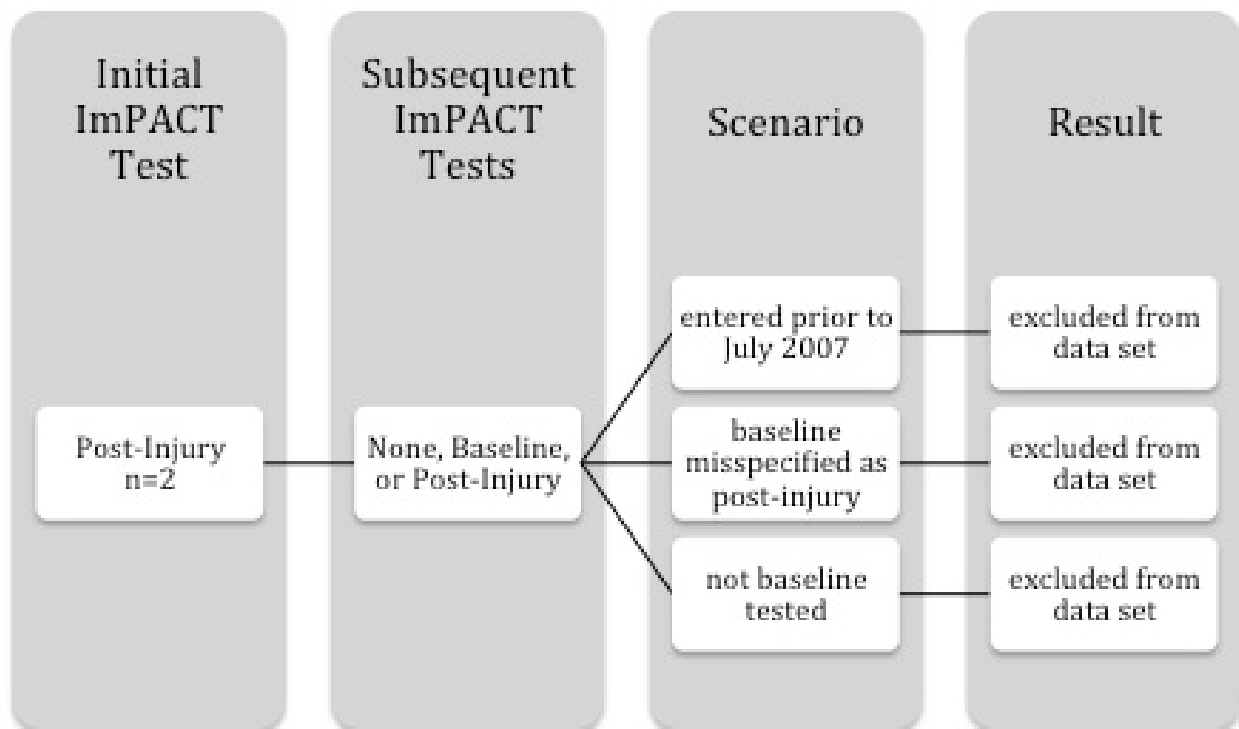 Initial
ImPACT
Test
Subsequent
ImPACT
Tests
Scenario
Result
Post-Injury
n=2
None, Baseline,
or Post-Injury
entered prior to
July 2007
excluded from
data set
baseline
misspecified as
post-injury
excluded from
data set
not baseline
tested
excluded from
data set